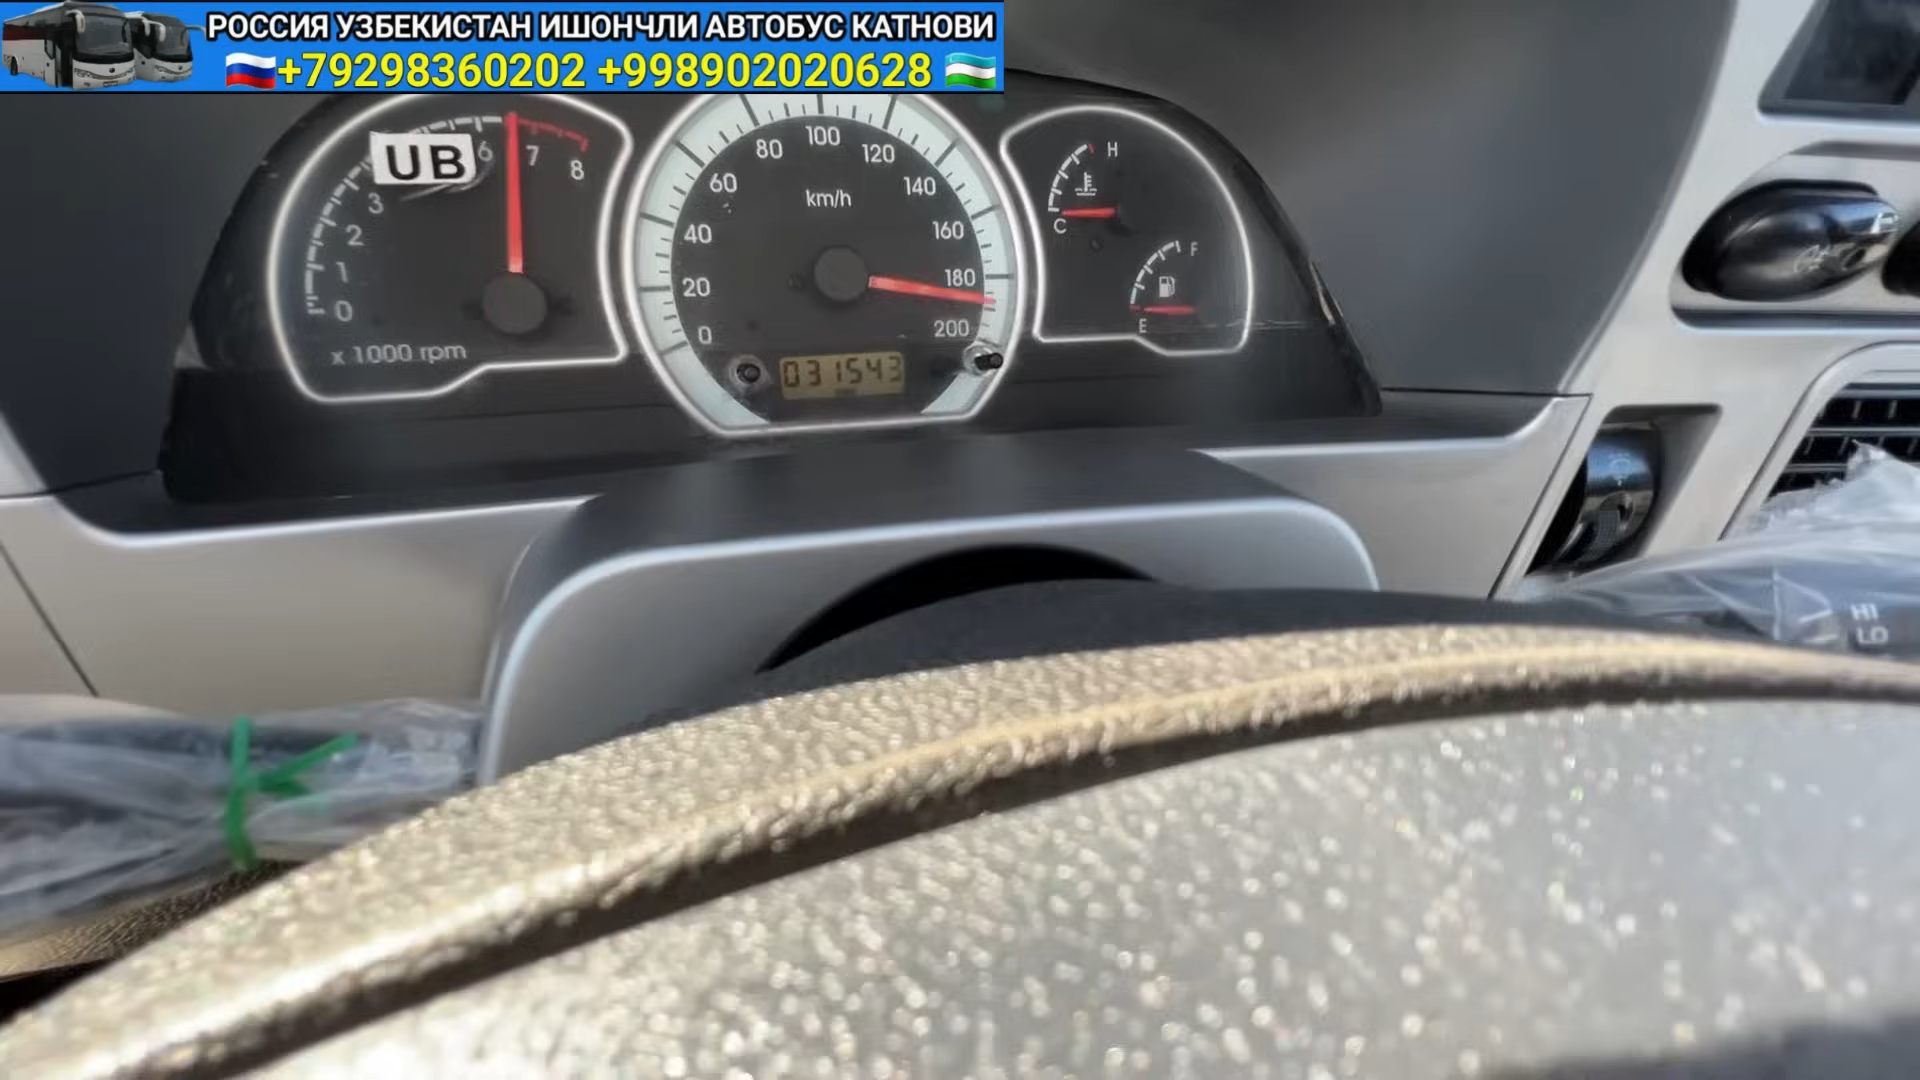 РОССИЯ УЗБЕКИСТАН ИШОНЧЛИ АВТОБУС КАТНОВИ
+79298360202 +998902020628
UB
0 1 2 3 6 7 8
x 1000 rpm
0 20 40 60 80 100 120 140 160 180 200
km/h
031543
H
C
F
E
HI
LO